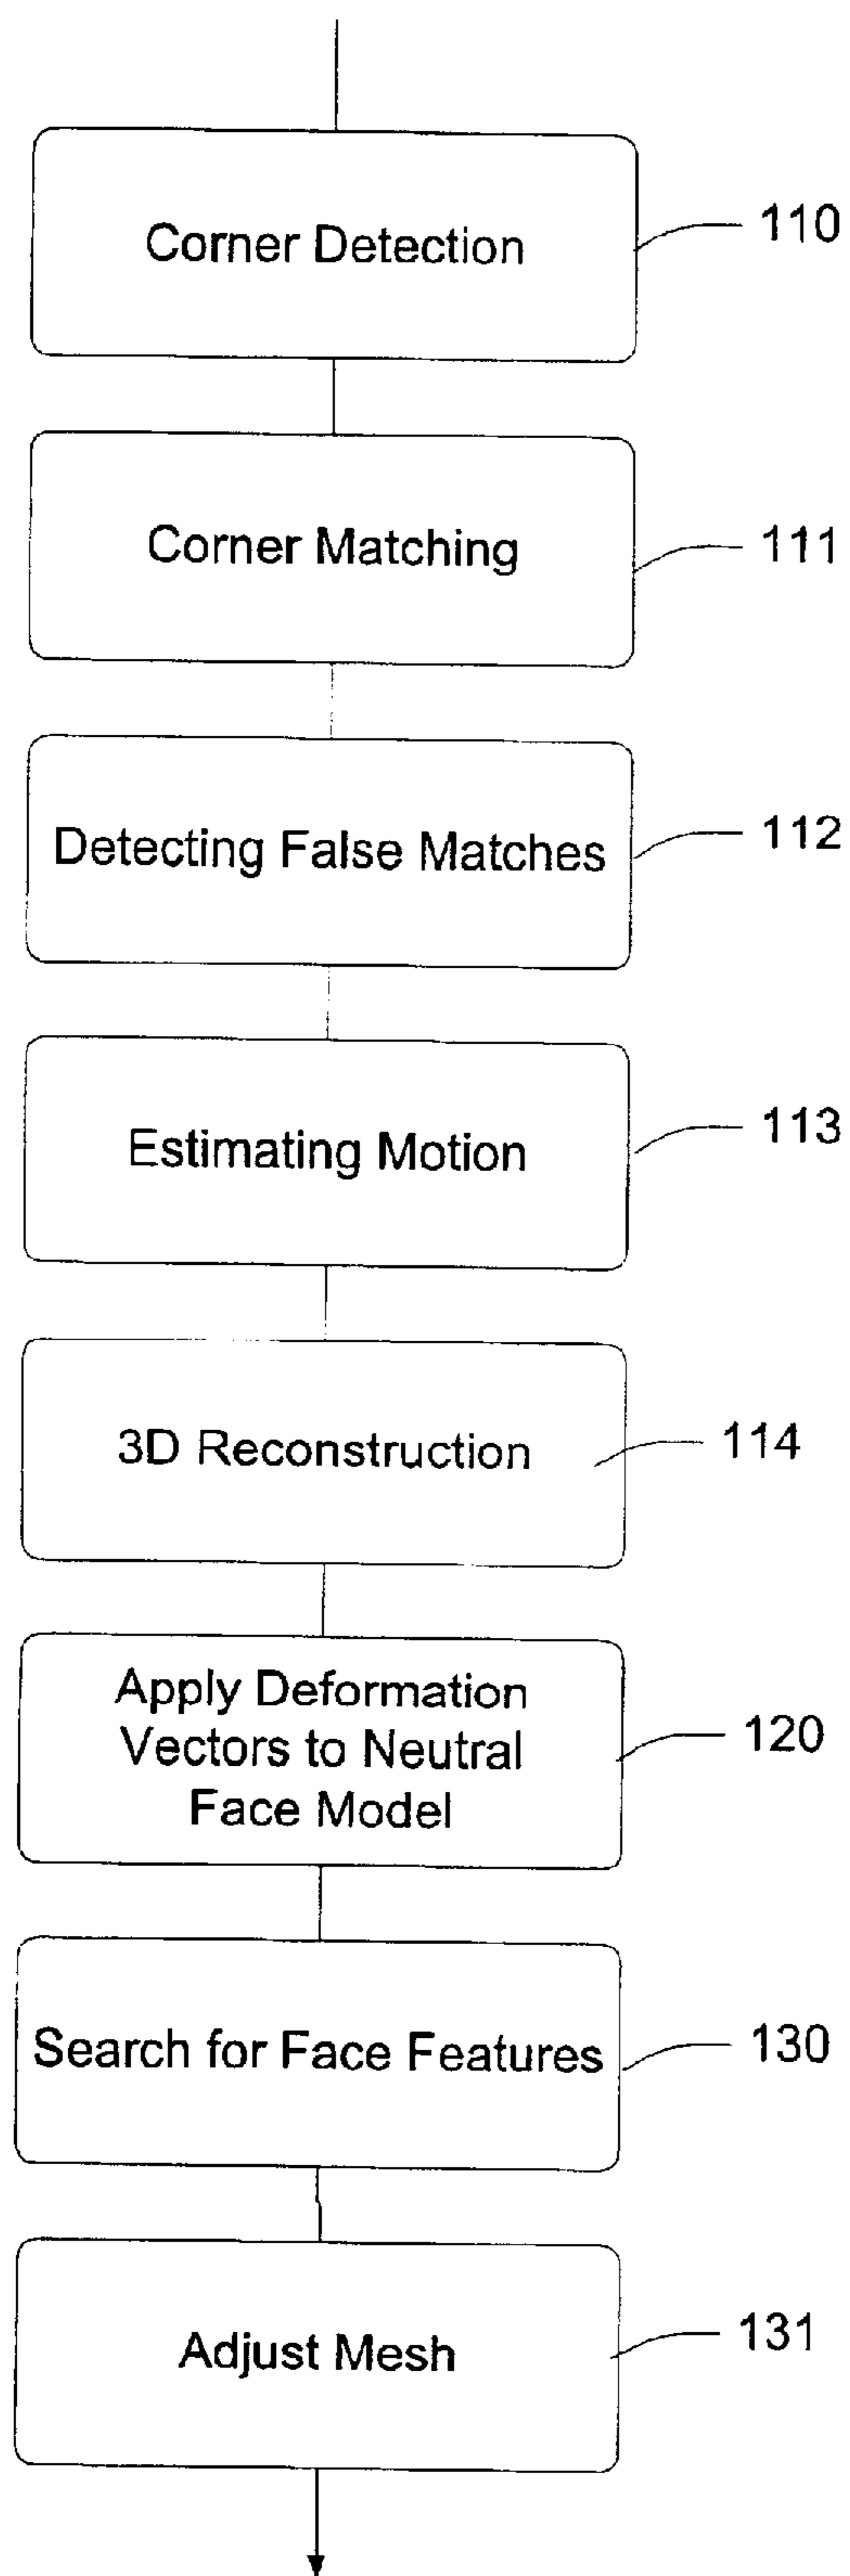 Corner Detection
110
Corner Matching
111
Detecting False Matches
112
Estimating Motion
113
3D Reconstruction
114
Apply Deformation
Vectors to Neutral
Face Model
120
Search for Face Features
130
Adjust Mesh
131